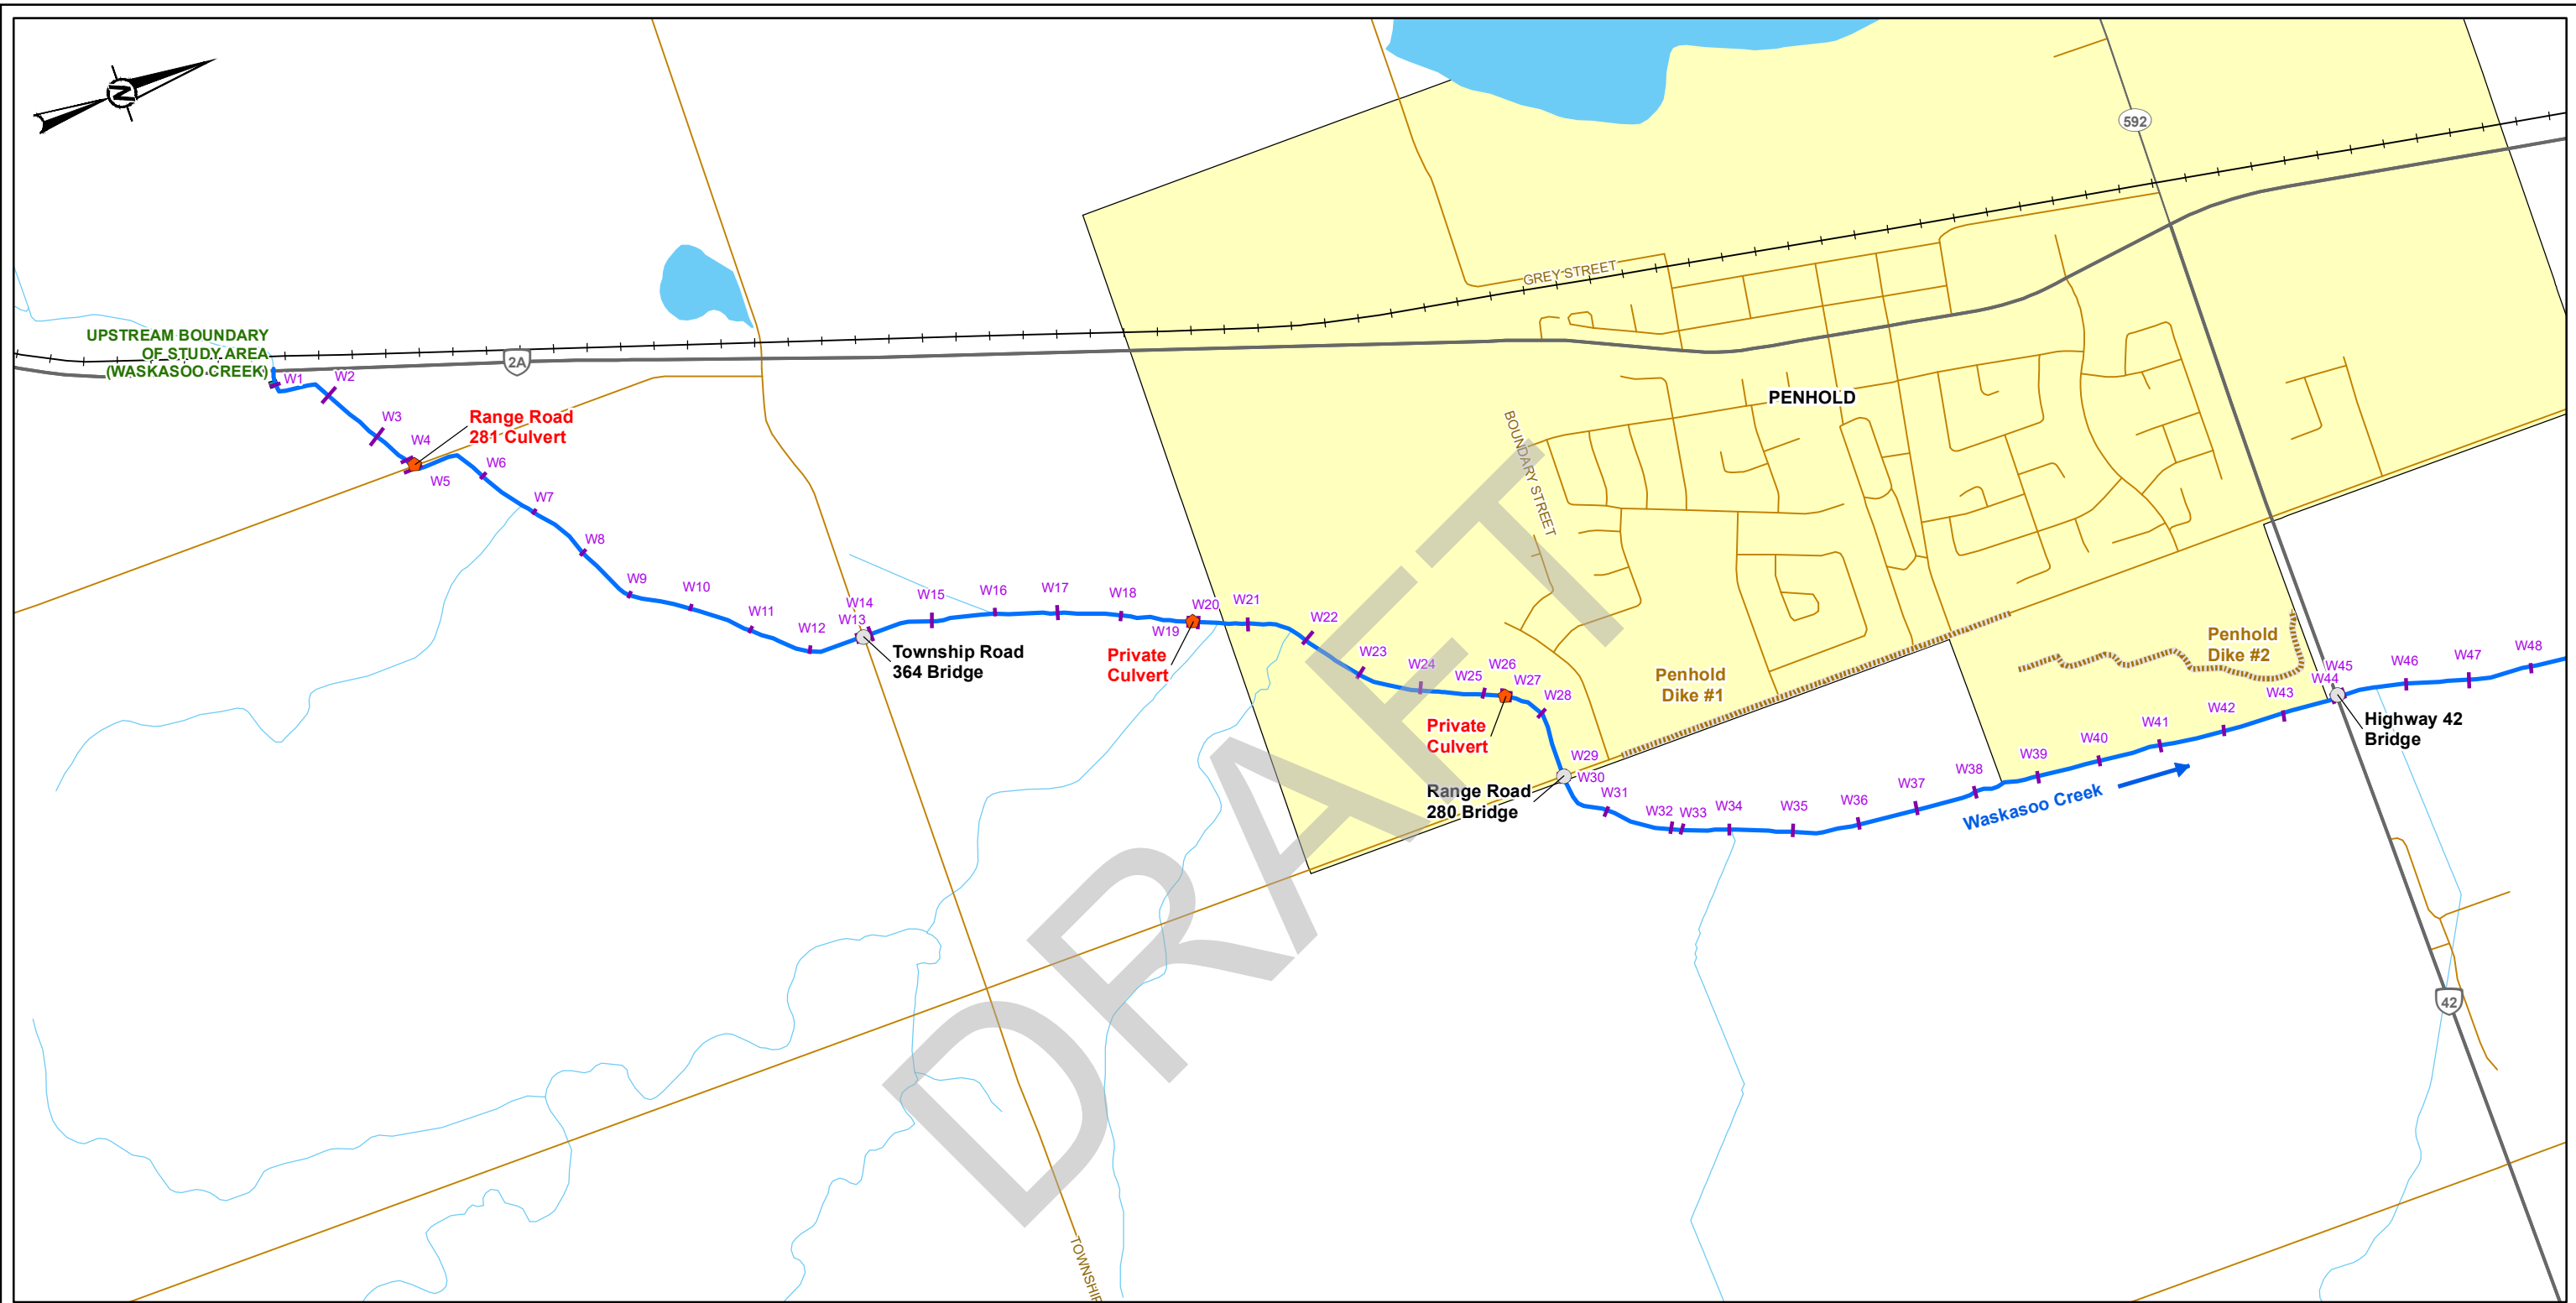 N
592
GREY STREET
UPSTREAM BOUNDARY
OF STUDY AREA
(WASKASOO CREEK)
2A
W1
W2
W3
W4
Range Road
281 Culvert
W5
W6
W7
W8
W9
W10
W11
W12
W13
W14
Township Road
364 Bridge
W15
W16
W17
W18
W19
W20
Private
Culvert
W21
W22
W23
W24
W25
W26
W27
Private
Culvert
W28
W29
W30
Range Road
280 Bridge
BOUNDARY STREET
PENHOLD
Penhold
Dike #1
Penhold
Dike #2
W31
W32
W33
W34
W35
W36
W37
W38
W39
W40
W41
W42
W43
W44
W45
W46
W47
W48
Highway 42
Bridge
Waskasoo Creek
42
TOWNSHIP
DRAFT